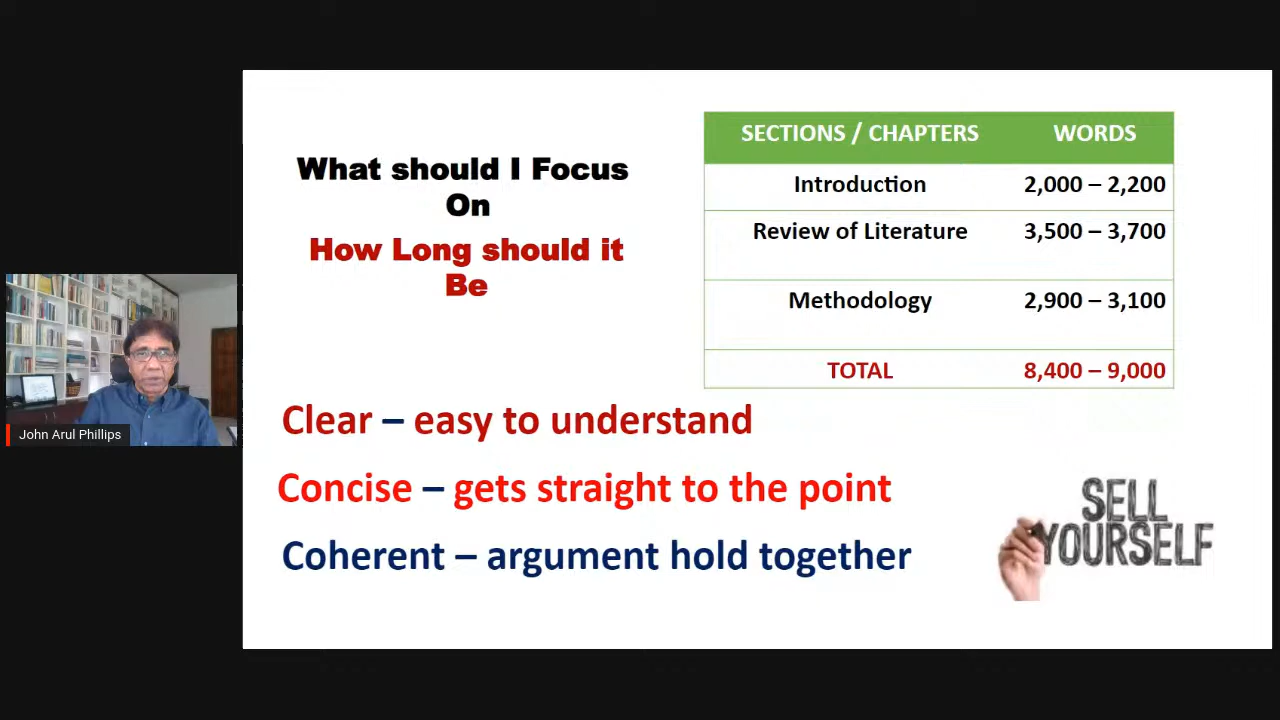 What should I Focus
On
How Long should it
Be
SECTIONS / CHAPTERS WORDS
Introduction 2,000 – 2,200
Review of Literature 3,500 – 3,700
Methodology 2,900 – 3,100
TOTAL 8,400 – 9,000
Clear – easy to understand
Concise – gets straight to the point
Coherent – argument hold together
SELL
YOURSELF
John Arul Phillips